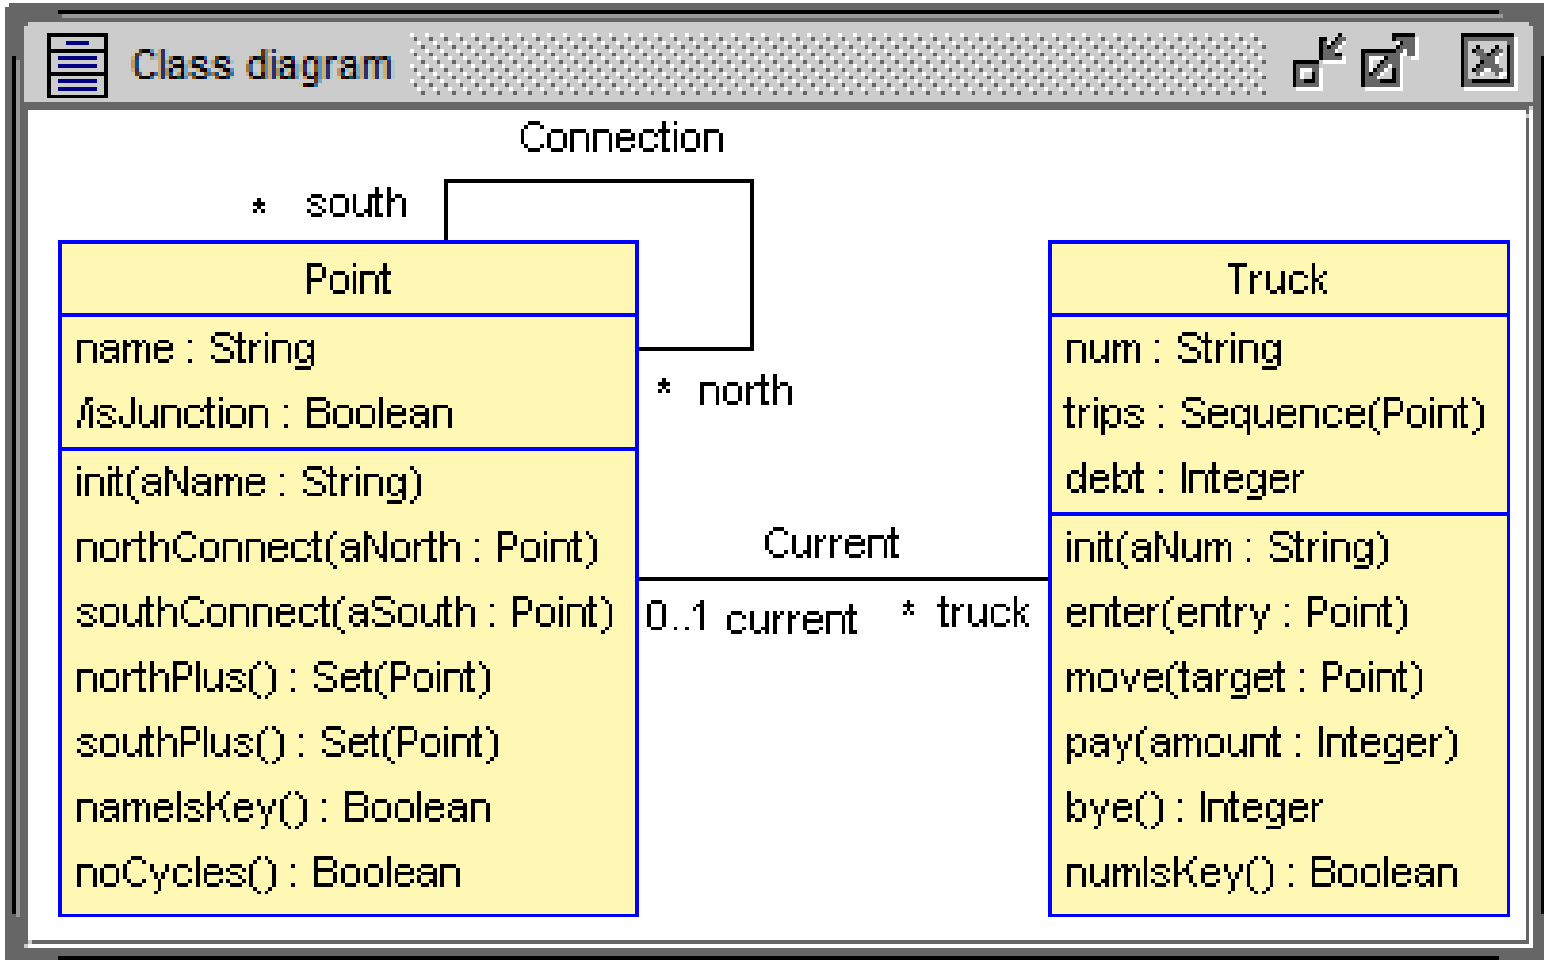 Class diagram
Connection
* south
Point
name : String
/isJunction : Boolean
init(aName : String)
northConnect(aNorth : Point)
southConnect(aSouth : Point)
northPlus() : Set(Point)
southPlus() : Set(Point)
nameIsKey() : Boolean
noCycles() : Boolean
* north
Current
0..1 current * truck
Truck
num : String
trips : Sequence(Point)
debt : Integer
init(aNum : String)
enter(entry : Point)
move(target : Point)
pay(amount : Integer)
bye() : Integer
numIsKey() : Boolean